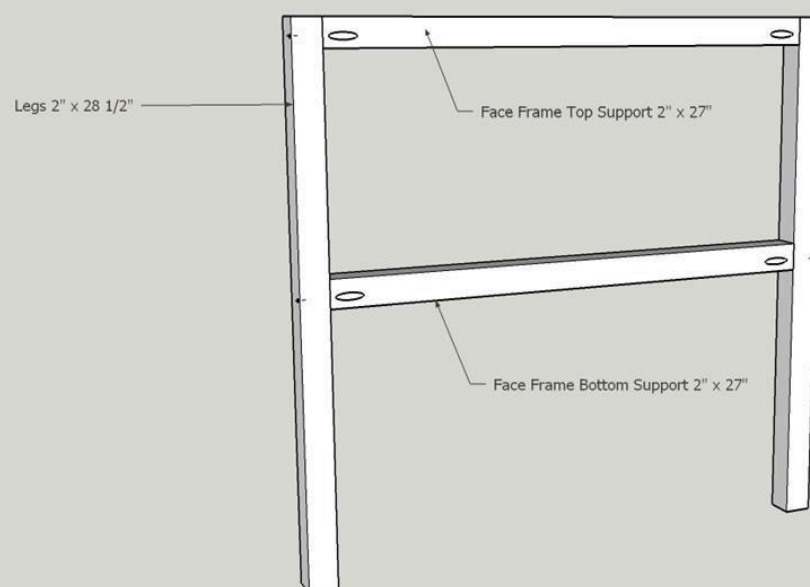 Legs 2" x 28 1/2"
Face Frame Top Support 2" x 27"
Face Frame Bottom Support 2" x 27"